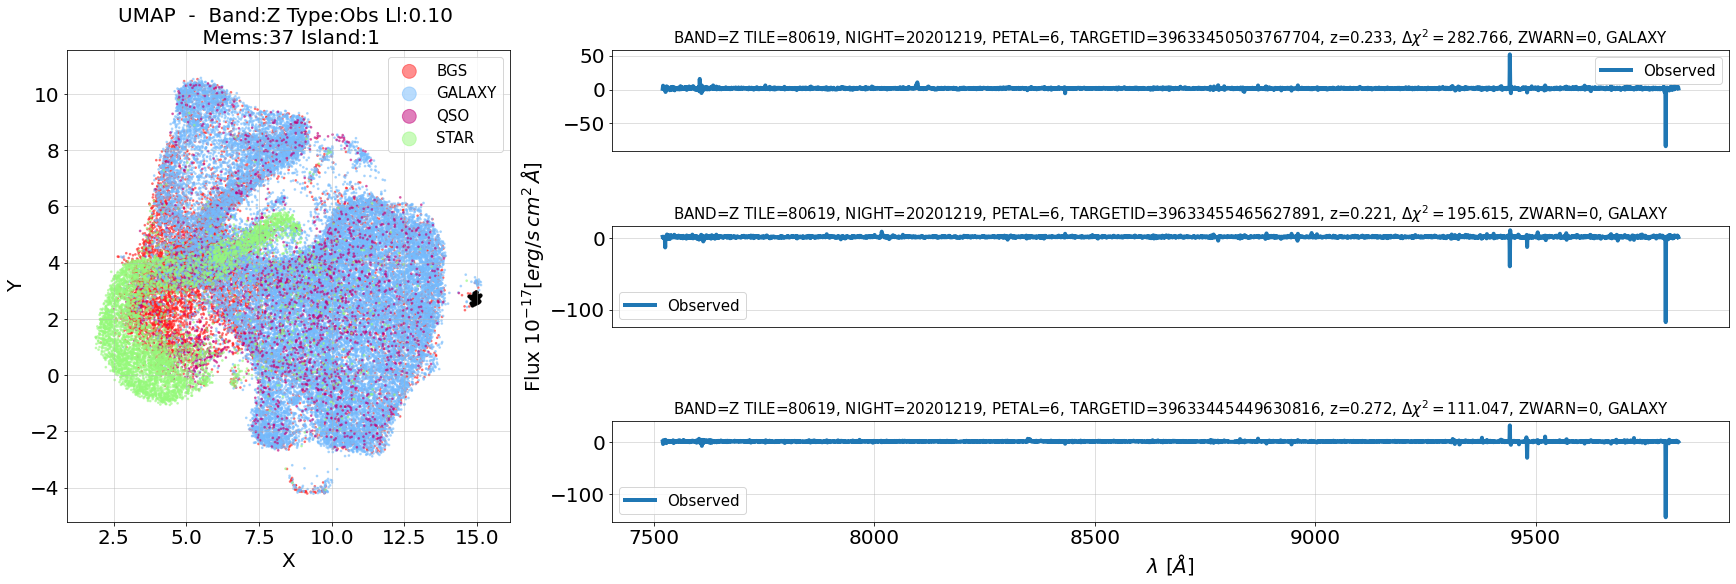 UMAP - Band:Z Type:Obs Ll:0.10
Mems:37 Island:1
BGS
GALAXY
QSO
STAR
10
8
6
4
2
0
−2
−4
Y
2.5 5.0 7.5 10.0 12.5 15.0
X
Flux 10^{-17}[erg/s cm^2 Å]
BAND=Z TILE=80619, NIGHT=20201219, PETAL=6, TARGETID=39633450503767704, z=0.233, Δχ² = 282.766, ZWARN=0, GALAXY
50
0
−50
Observed
BAND=Z TILE=80619, NIGHT=20201219, PETAL=6, TARGETID=39633455465627891, z=0.221, Δχ² = 195.615, ZWARN=0, GALAXY
0
−100
Observed
BAND=Z TILE=80619, NIGHT=20201219, PETAL=6, TARGETID=39633445449630816, z=0.272, Δχ² = 111.047, ZWARN=0, GALAXY
0
−100
Observed
7500 8000 8500 9000 9500
λ [Å]